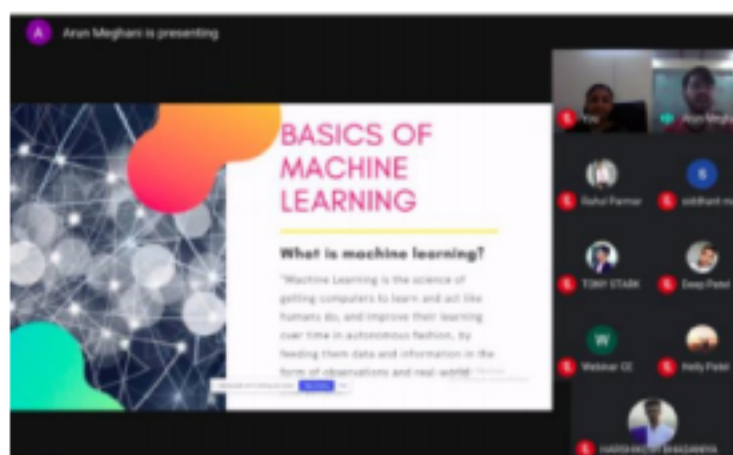 A
Arun Meghani is presenting
BASICS OF
MACHINE
LEARNING
What is machine learning?
"Machine Learning is the science of
getting computers to learn and act like
humans do, and improve their learning
over time in autonomous fashion, by
feeding them data and information in the
form of observations and real-world
You
Arun Megha
Rahul Parmar
S
siddhant m
TONY STARK
Deep Patel
W
Webinar CE
Helly Patel